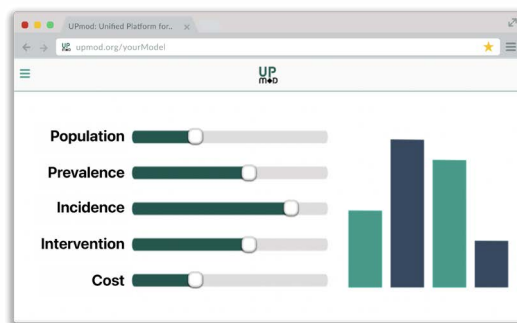 UPmod: Unified Platform for..
upmod.org/yourModel
UP
MOD
Population
Prevalence
Incidence
Intervention
Cost